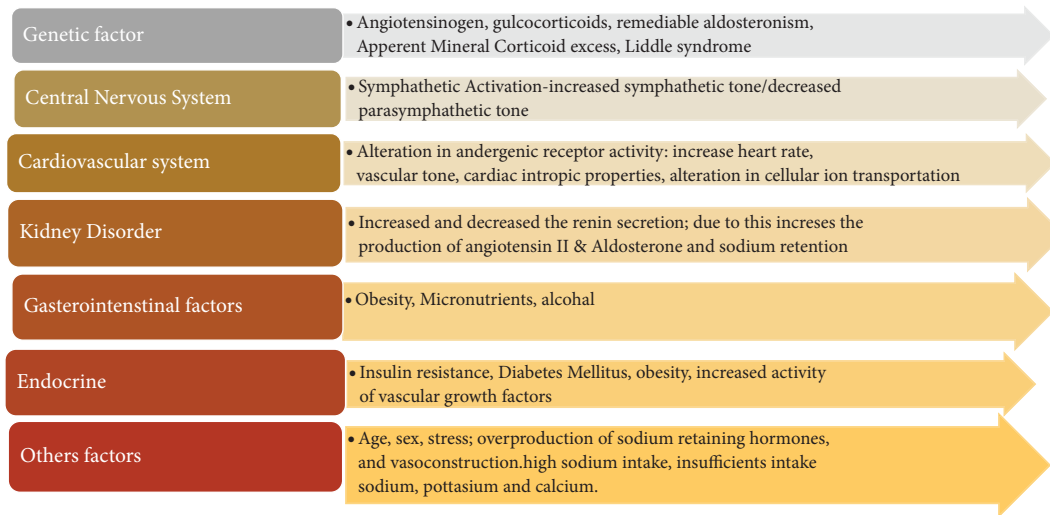 Genetic factor
• Angiotensinogen, gulcocorticoids, remediable aldosteronism,
Apperent Mineral Corticoid excess, Liddle syndrome
Central Nervous System
• Symphathetic Activation-increased symphathetic tone/decreased
parasymphathetic tone
Cardiovascular system
• Alteration in andergenic receptor activity: increase heart rate,
vascular tone, cardiac intropic properties, alteration in cellular ion transportation
Kidney Disorder
• Increased and decreased the renin secretion; due to this increses the
production of angiotensin II & Aldosterone and sodium retention
Gasterointenstinal factors
• Obesity, Micronutrients, alcohal
Endocrine
• Insulin resistance, Diabetes Mellitus, obesity, increased activity
of vascular growth factors
Others factors
• Age, sex, stress; overproduction of sodium retaining hormones,
and vasoconstruction.high sodium intake, insufficients intake
sodium, pottasium and calcium.